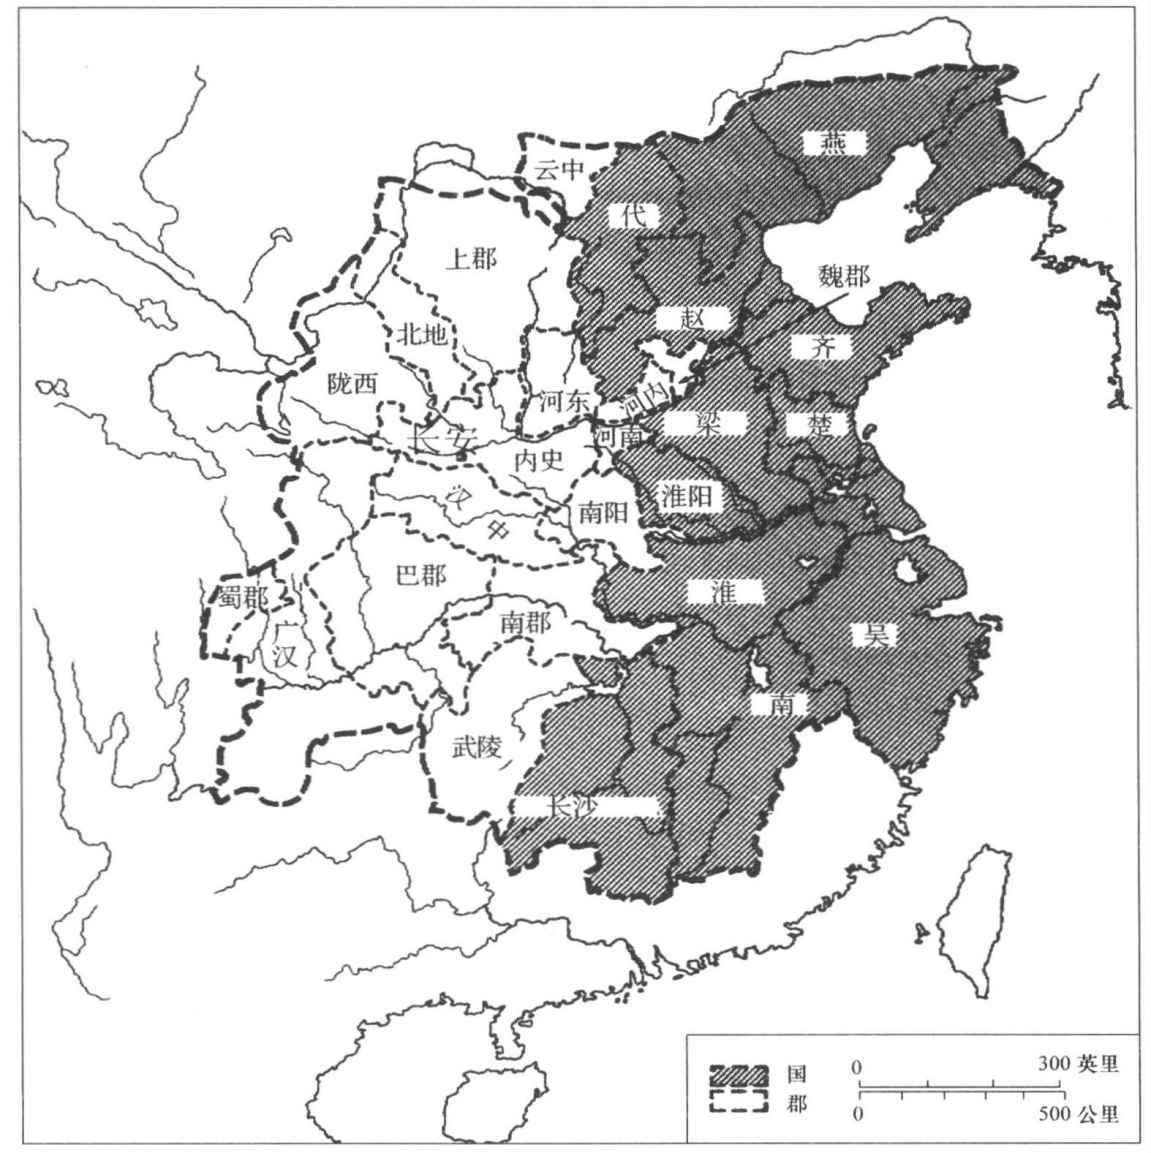 燕
云中
代
上郡
魏郡
赵
北地
齐
陇西
河东
河内
梁
楚
长安
河南
内史
淮阳
汉
中
南阳
巴郡
淮
蜀郡
广
汉
南郡
吴
南
武陵
长沙
国
郡
0 300 英里
0 500 公里